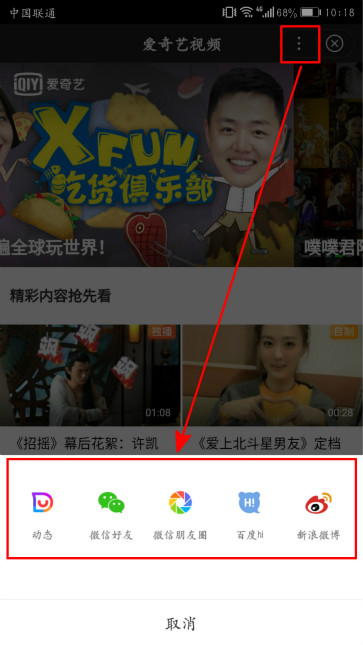 中国联通
68% 10:18
爱奇艺视频
iQIYI 爱奇艺
XFUN
吃货俱乐部
遍全球玩世界！
噗噗君阵
精彩内容抢先看
独播
自制
01:08
00:28
《招摇》幕后花絮：许凯
《爱上北斗星男友》定档
动态
微信好友
微信朋友圈
Hi
百度hi
新浪微博
取消